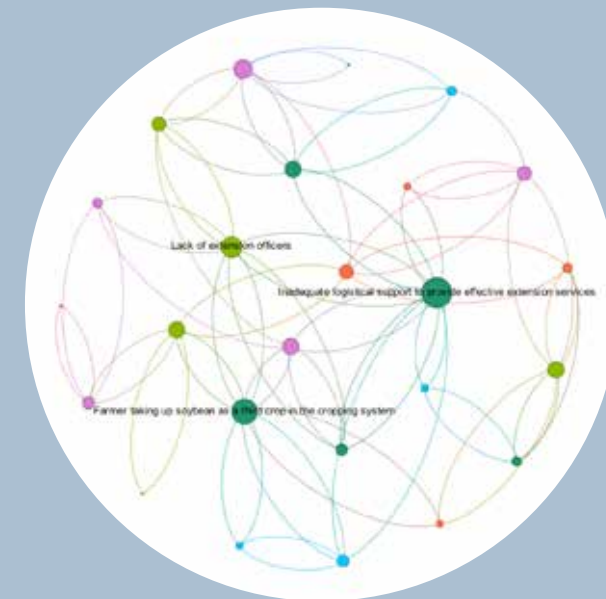 Lack of extension officers
Inadequate logistical support to provide effective extension services
Farmer taking up soybean as a third crop in the cropping system